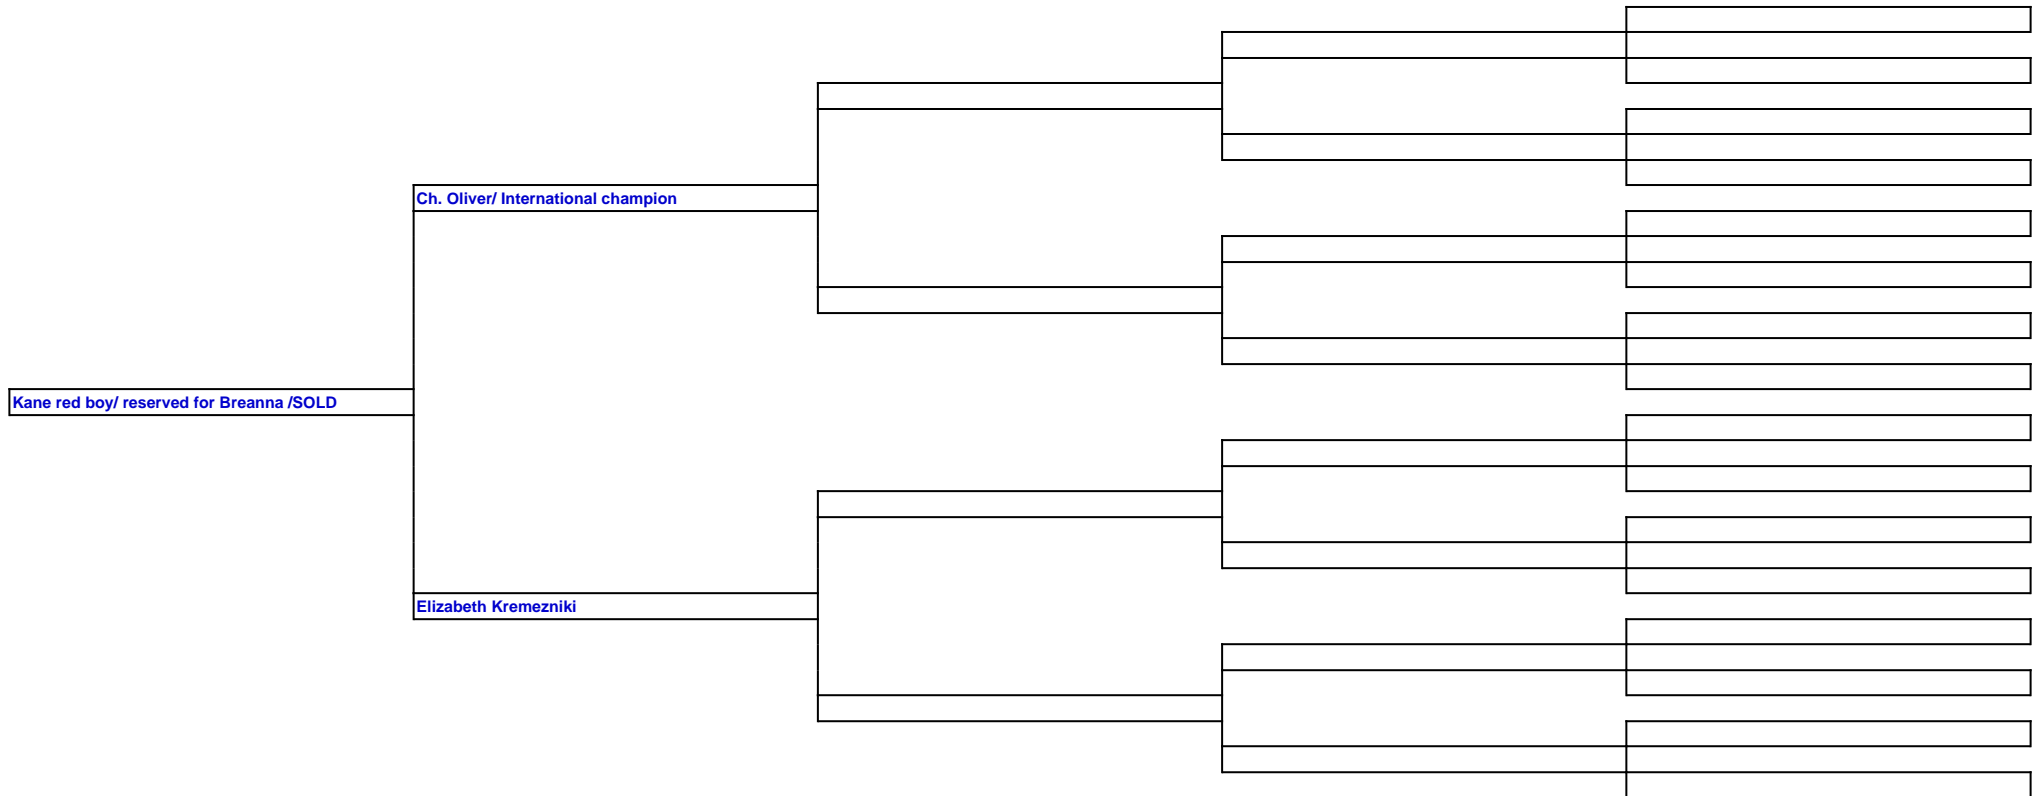 Ch. Oliver/ International champion
Kane red boy/ reserved for Breanna /SOLD
Elizabeth Kremezniki